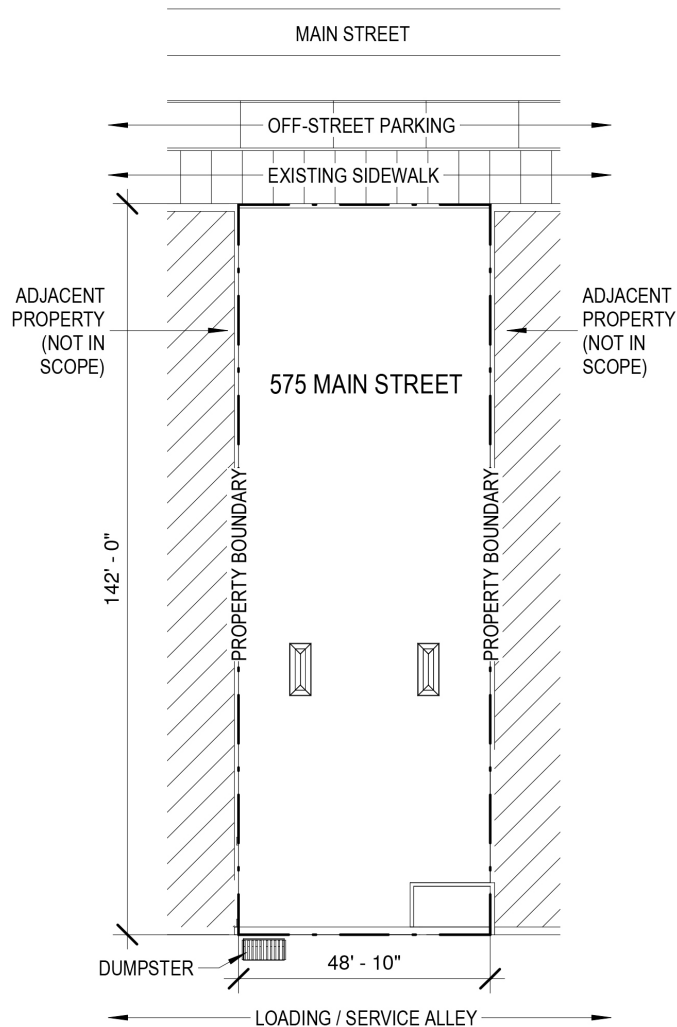 MAIN STREET
OFF-STREET PARKING
EXISTING SIDEWALK
ADJACENT
PROPERTY
(NOT IN
SCOPE)
ADJACENT
PROPERTY
(NOT IN
SCOPE)
575 MAIN STREET
PROPERTY BOUNDARY
PROPERTY BOUNDARY
142' - 0"
DUMPSTER
48' - 10"
LOADING / SERVICE ALLEY